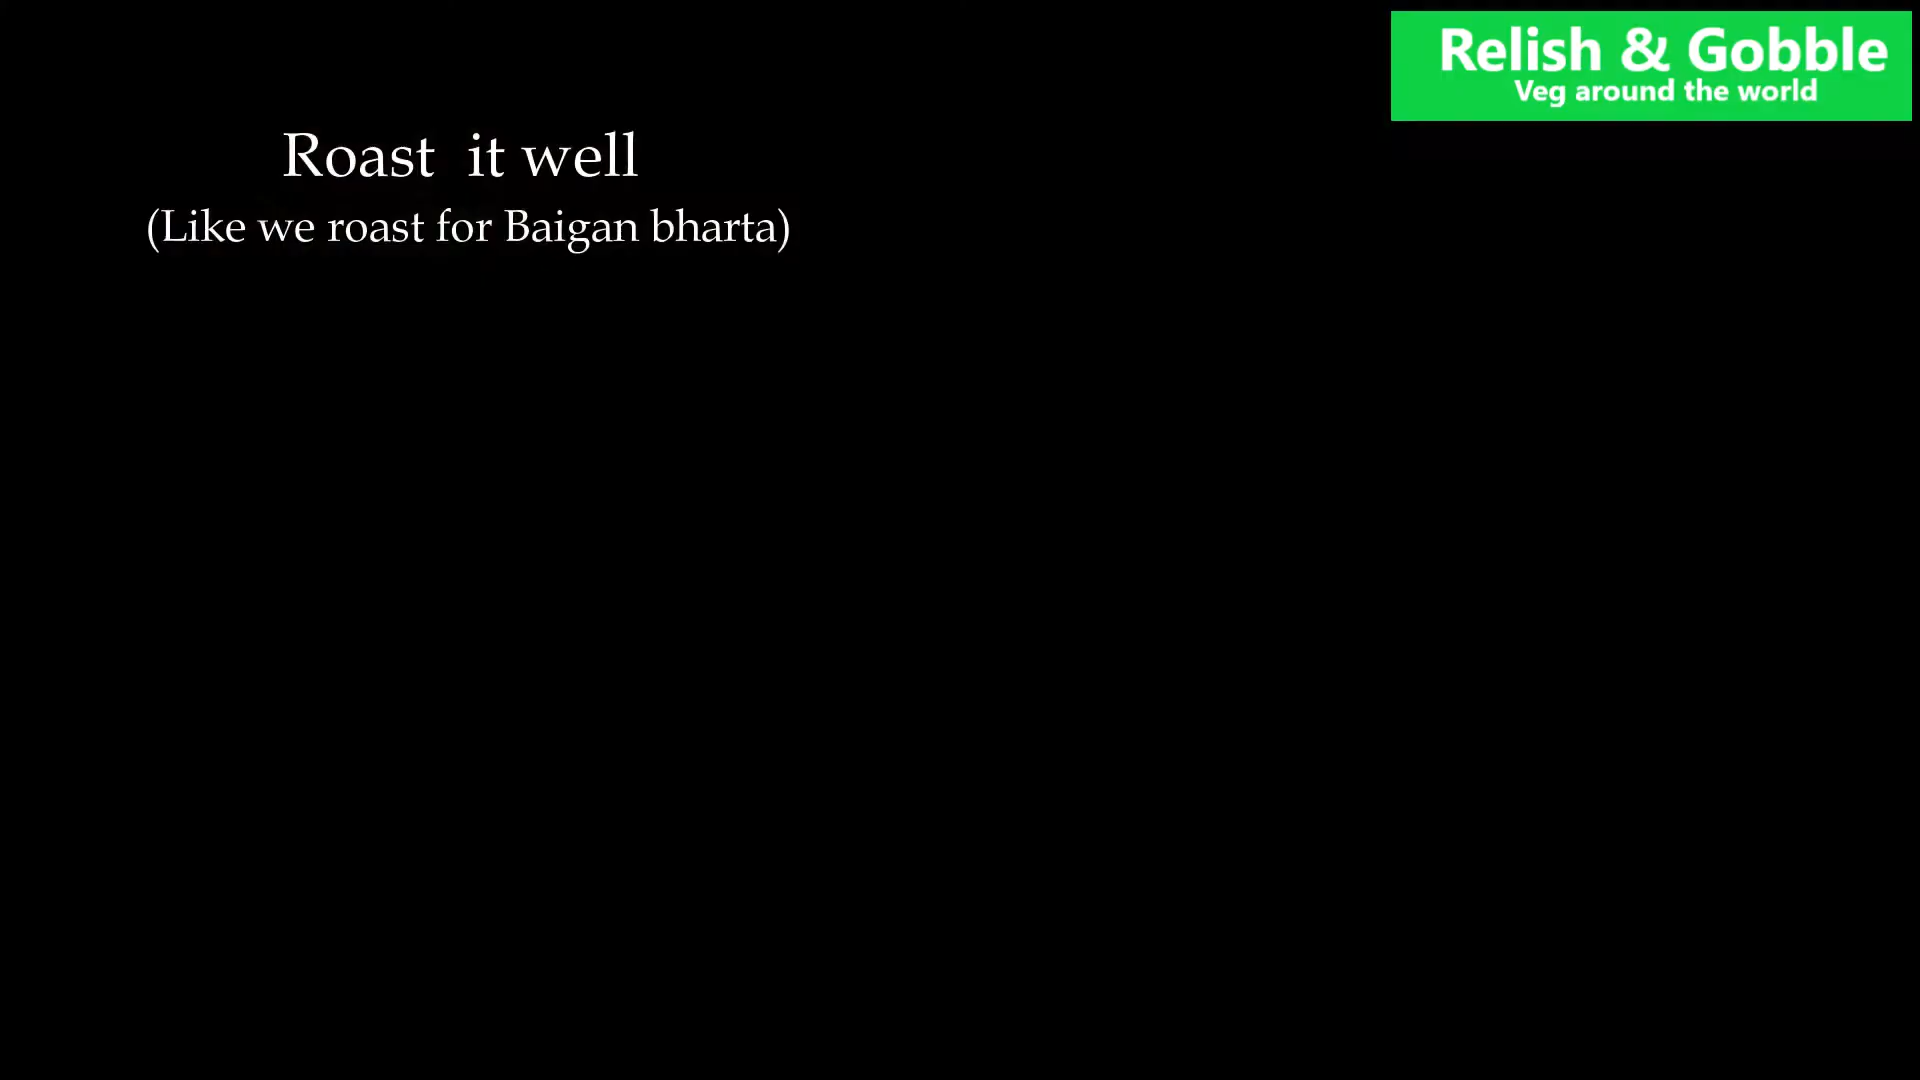 Relish & Gobble
Veg around the world
Roast  it well
(Like we roast for Baigan bharta)